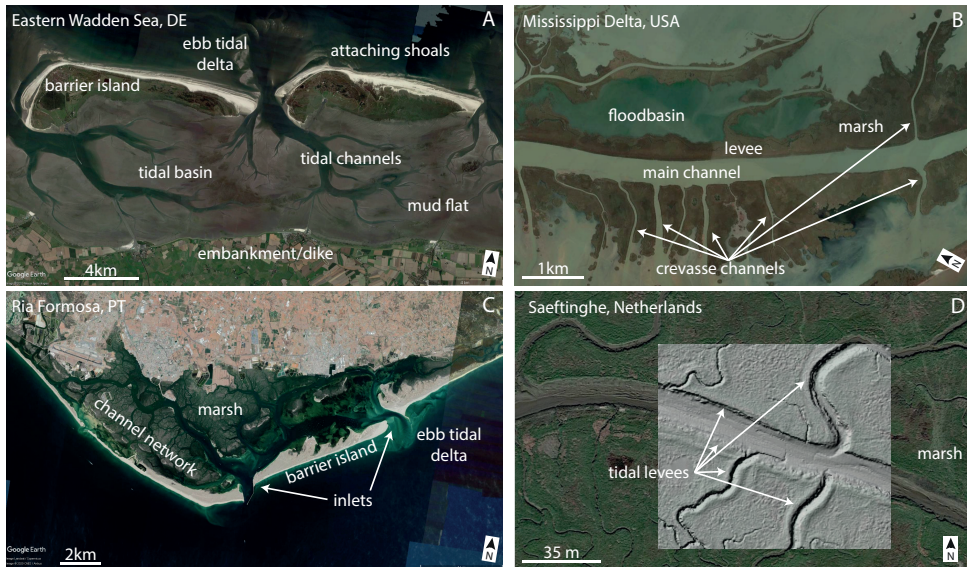 Eastern Wadden Sea, DE
A
ebb tidal
delta
attaching shoals
barrier island
tidal basin
tidal channels
mud flat
embankment/dike
Google Earth
4km
N
Mississippi Delta, USA
B
floodbasin
marsh
levee
main channel
crevasse channels
1km
N
Ria Formosa, PT
C
marsh
channel network
barrier island
ebb tidal
delta
inlets
Google Earth
2km
N
Saeftinghe, Netherlands
D
tidal levees
marsh
35 m
N